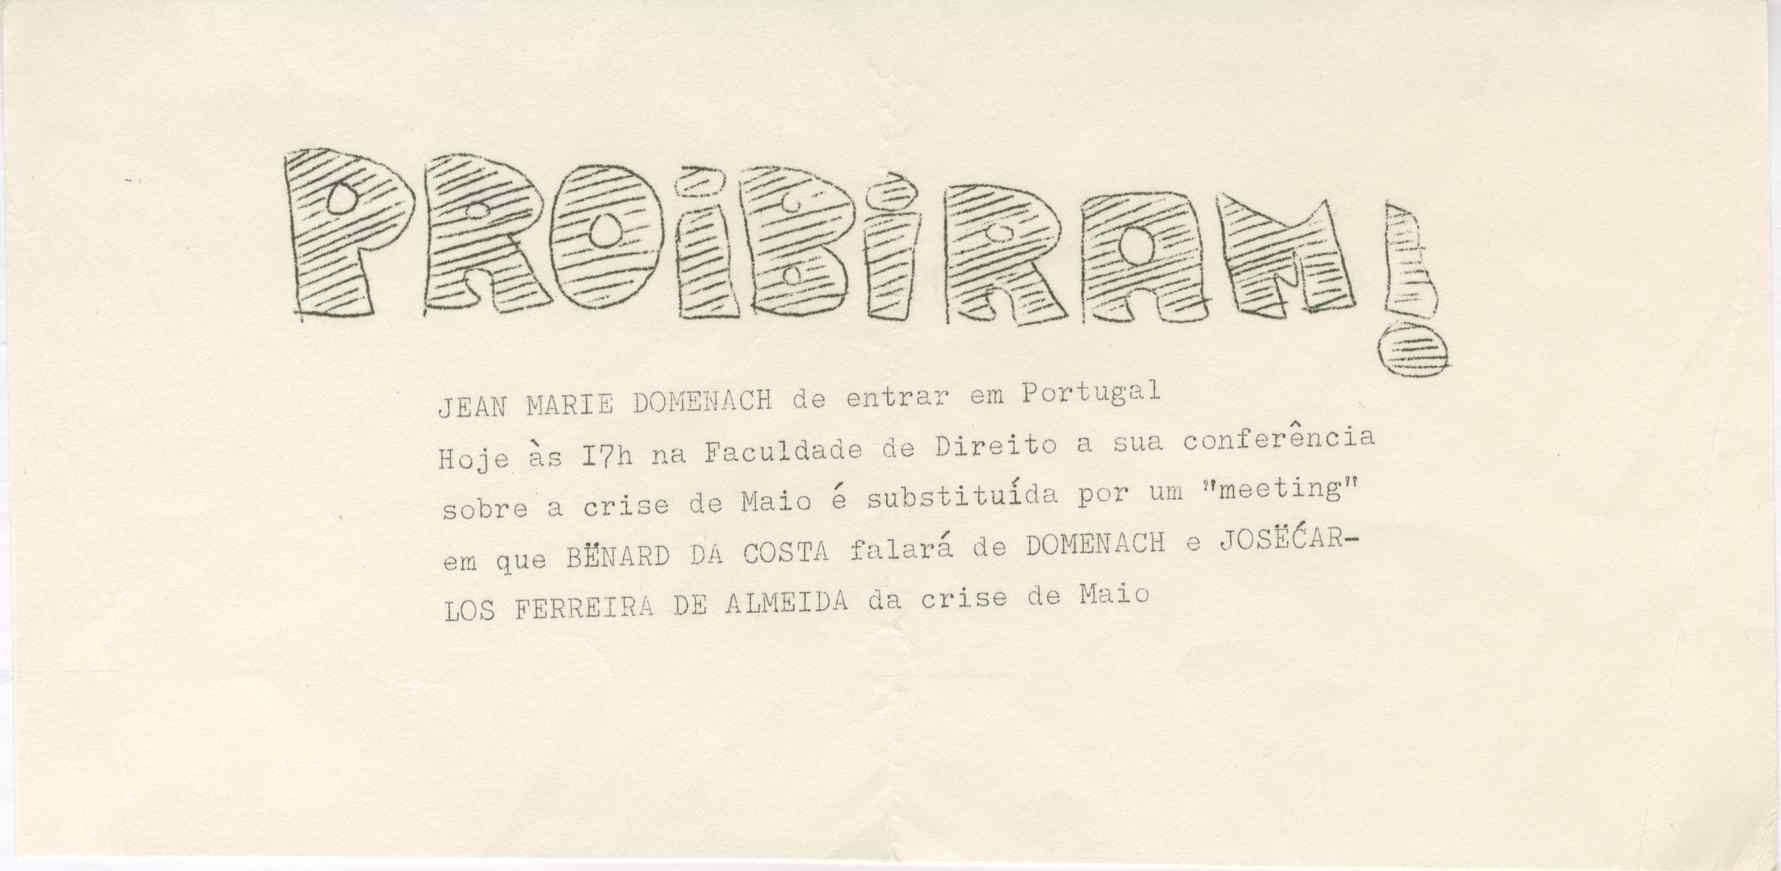 PROiBiRAM!
JEAN MARIE DOMENACH de entrar em Portugal
Hoje às I7h na Faculdade de Direito a sua conferência
sobre a crise de Maio é substituída por um "meeting"
em que BËNARD DA COSTA falará de DOMENACH e JOSËĆAR-
LOS FERREIRA DE ALMEIDA da crise de Maio